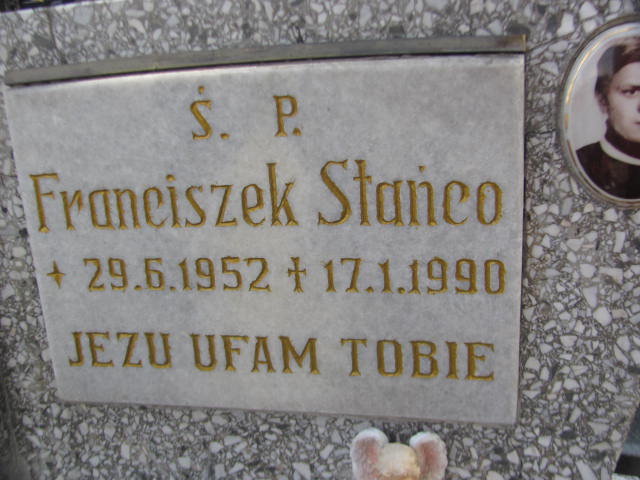 Ś. P.
Franciszek Stańco
+ 29.6.1952 ✝ 17.1.1990
JEZU UFAM TOBIE